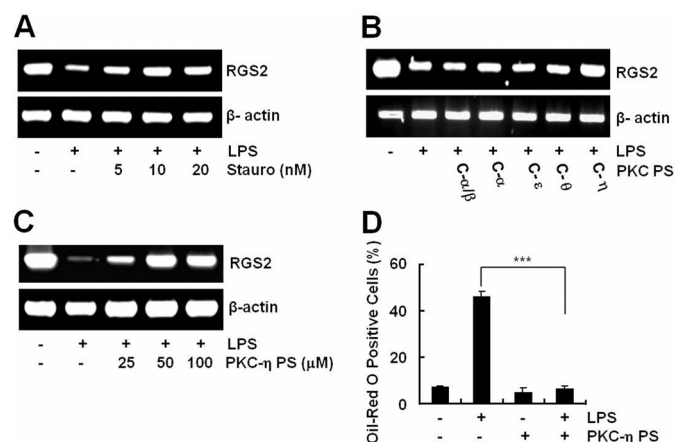 A
RGS2
β- actin
- + + + + LPS
- - 5 10 20 Stauro (nM)
B
RGS2
β- actin
- + + + + + + LPS
C-α/β C-α C-ε C-θ C-η PKC PS
C
RGS2
β-actin
- + + + + LPS
- - 25 50 100 PKC-η PS (μM)
D
Oil-Red O Positive Cells (%)
60
40
20
0
***
- + - + LPS
- - + + PKC-η PS